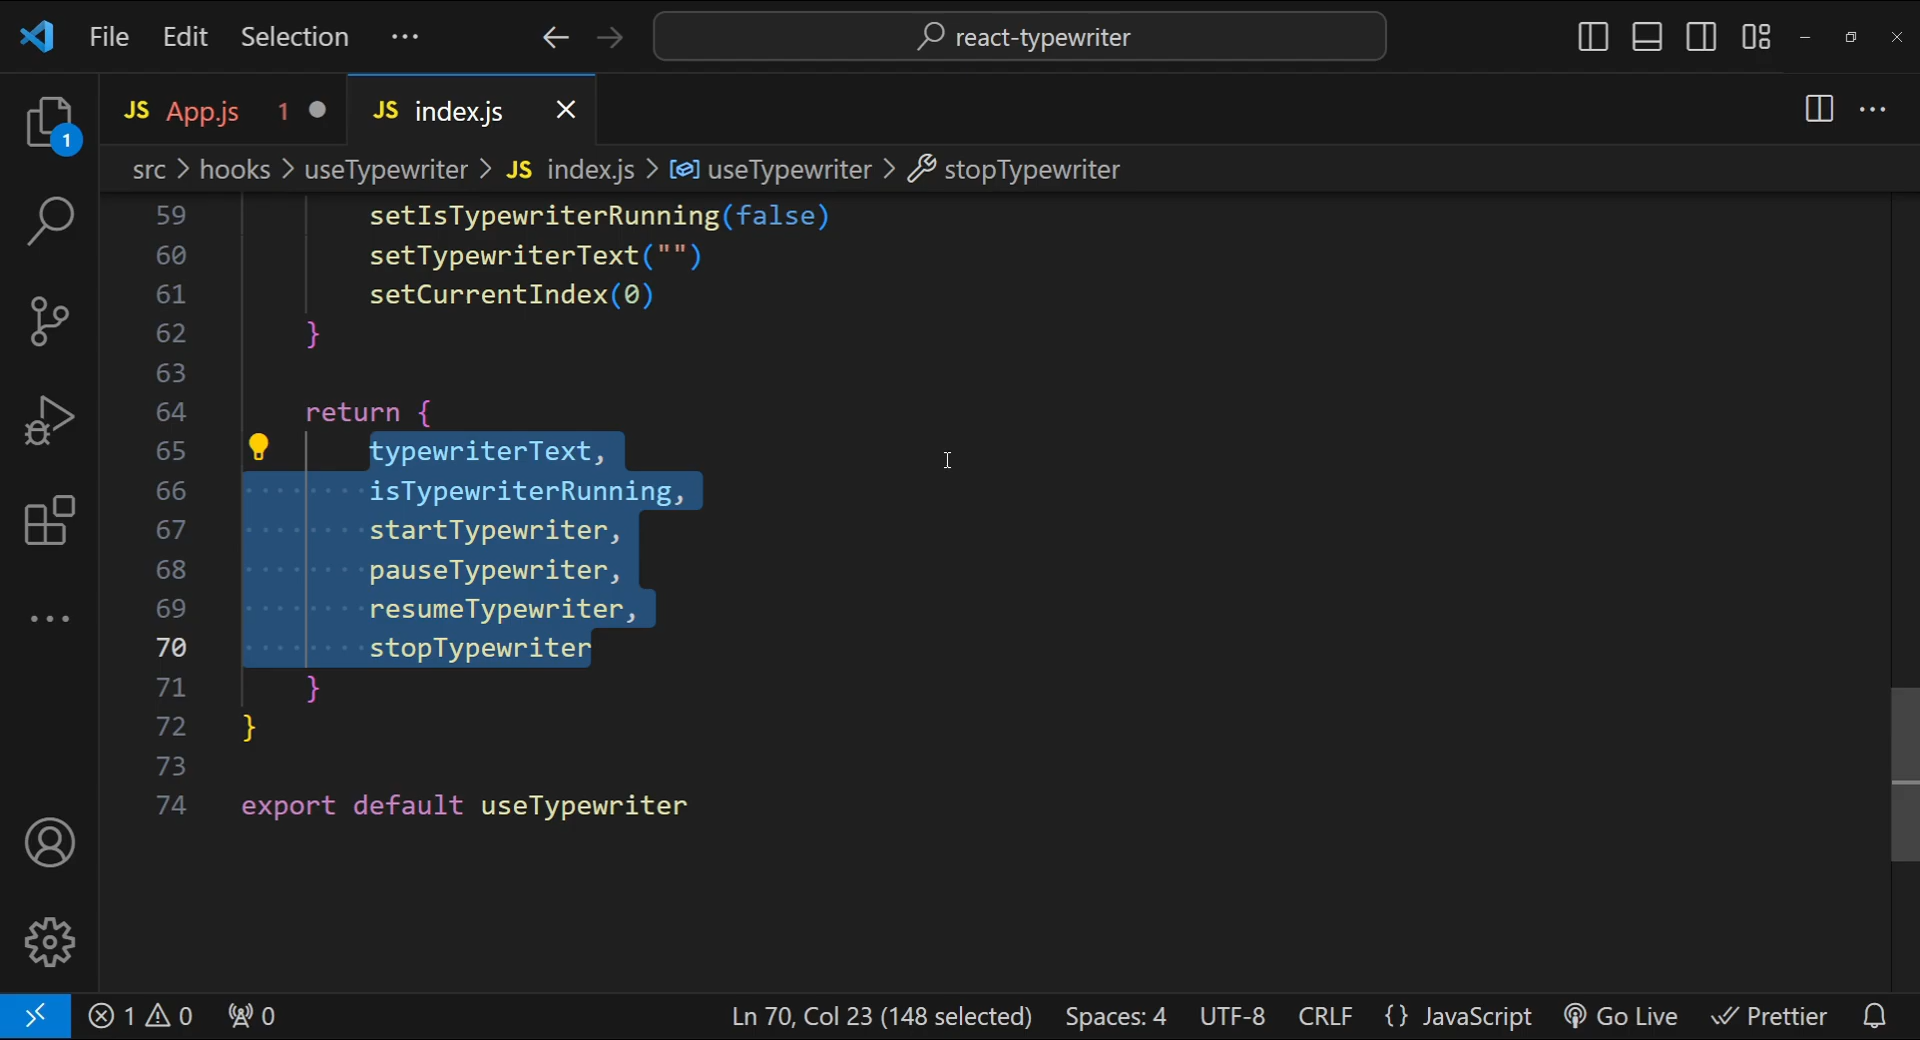 File Edit Selection ··· react-typewriter
JS App.js 1 JS index.js
1
src > hooks > useTypewriter > JS index.js > useTypewriter > stopTypewriter
59 setIsTypewriterRunning(false)
60 setTypewriterText("")
61 setCurrentIndex(0)
62 }
63
64 return {
65 typewriterText,
66 isTypewriterRunning,
67 startTypewriter,
68 pauseTypewriter,
69 resumeTypewriter,
70 stopTypewriter
71 }
72 }
73
74 export default useTypewriter
1 0 0 Ln 70, Col 23 (148 selected) Spaces: 4 UTF-8 CRLF {} JavaScript Go Live Prettier